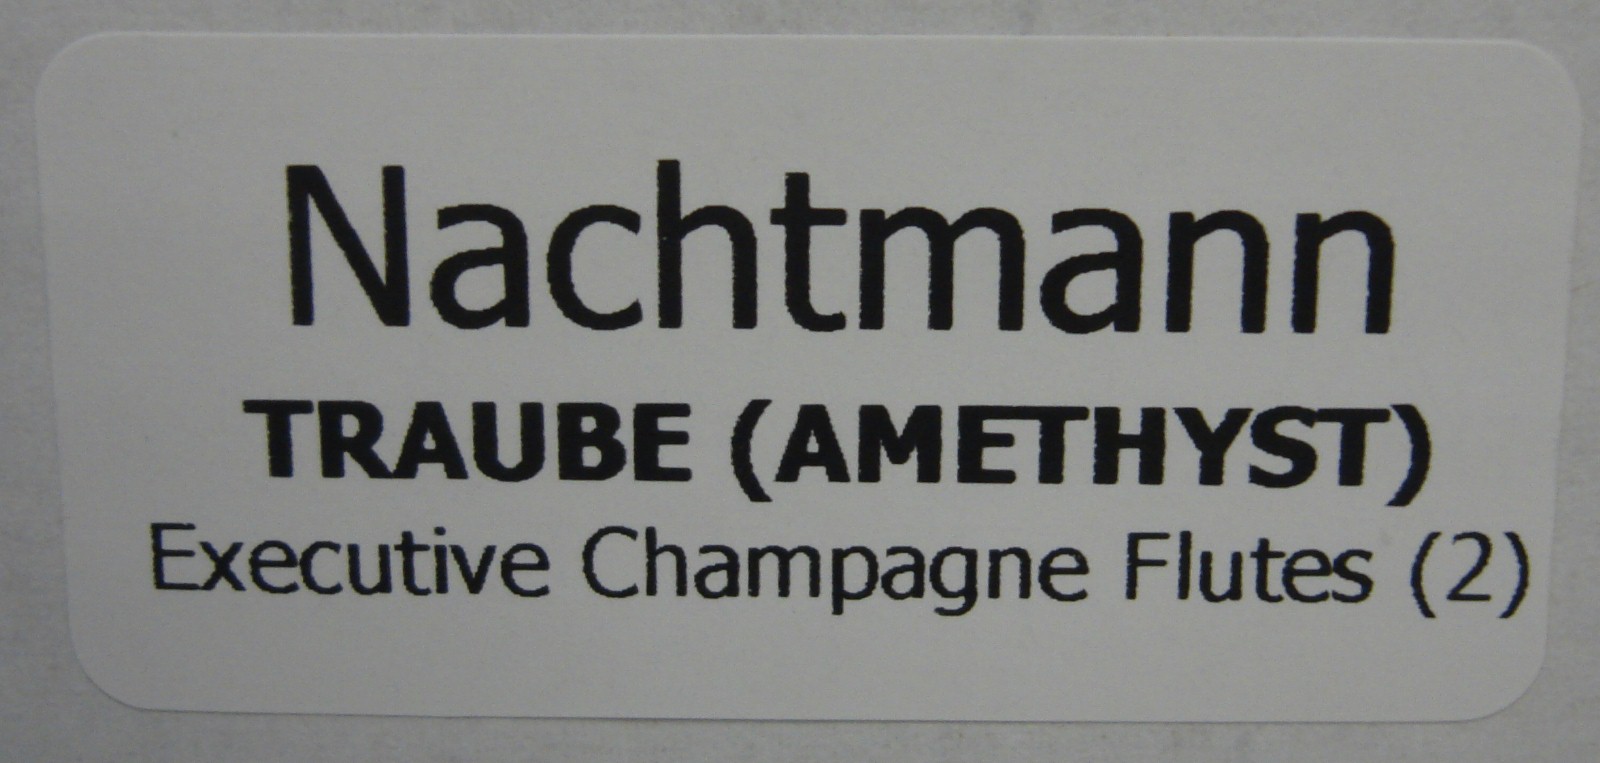 Nachtmann
TRAUBE (AMETHYST)
Executive Champagne Flutes (2)